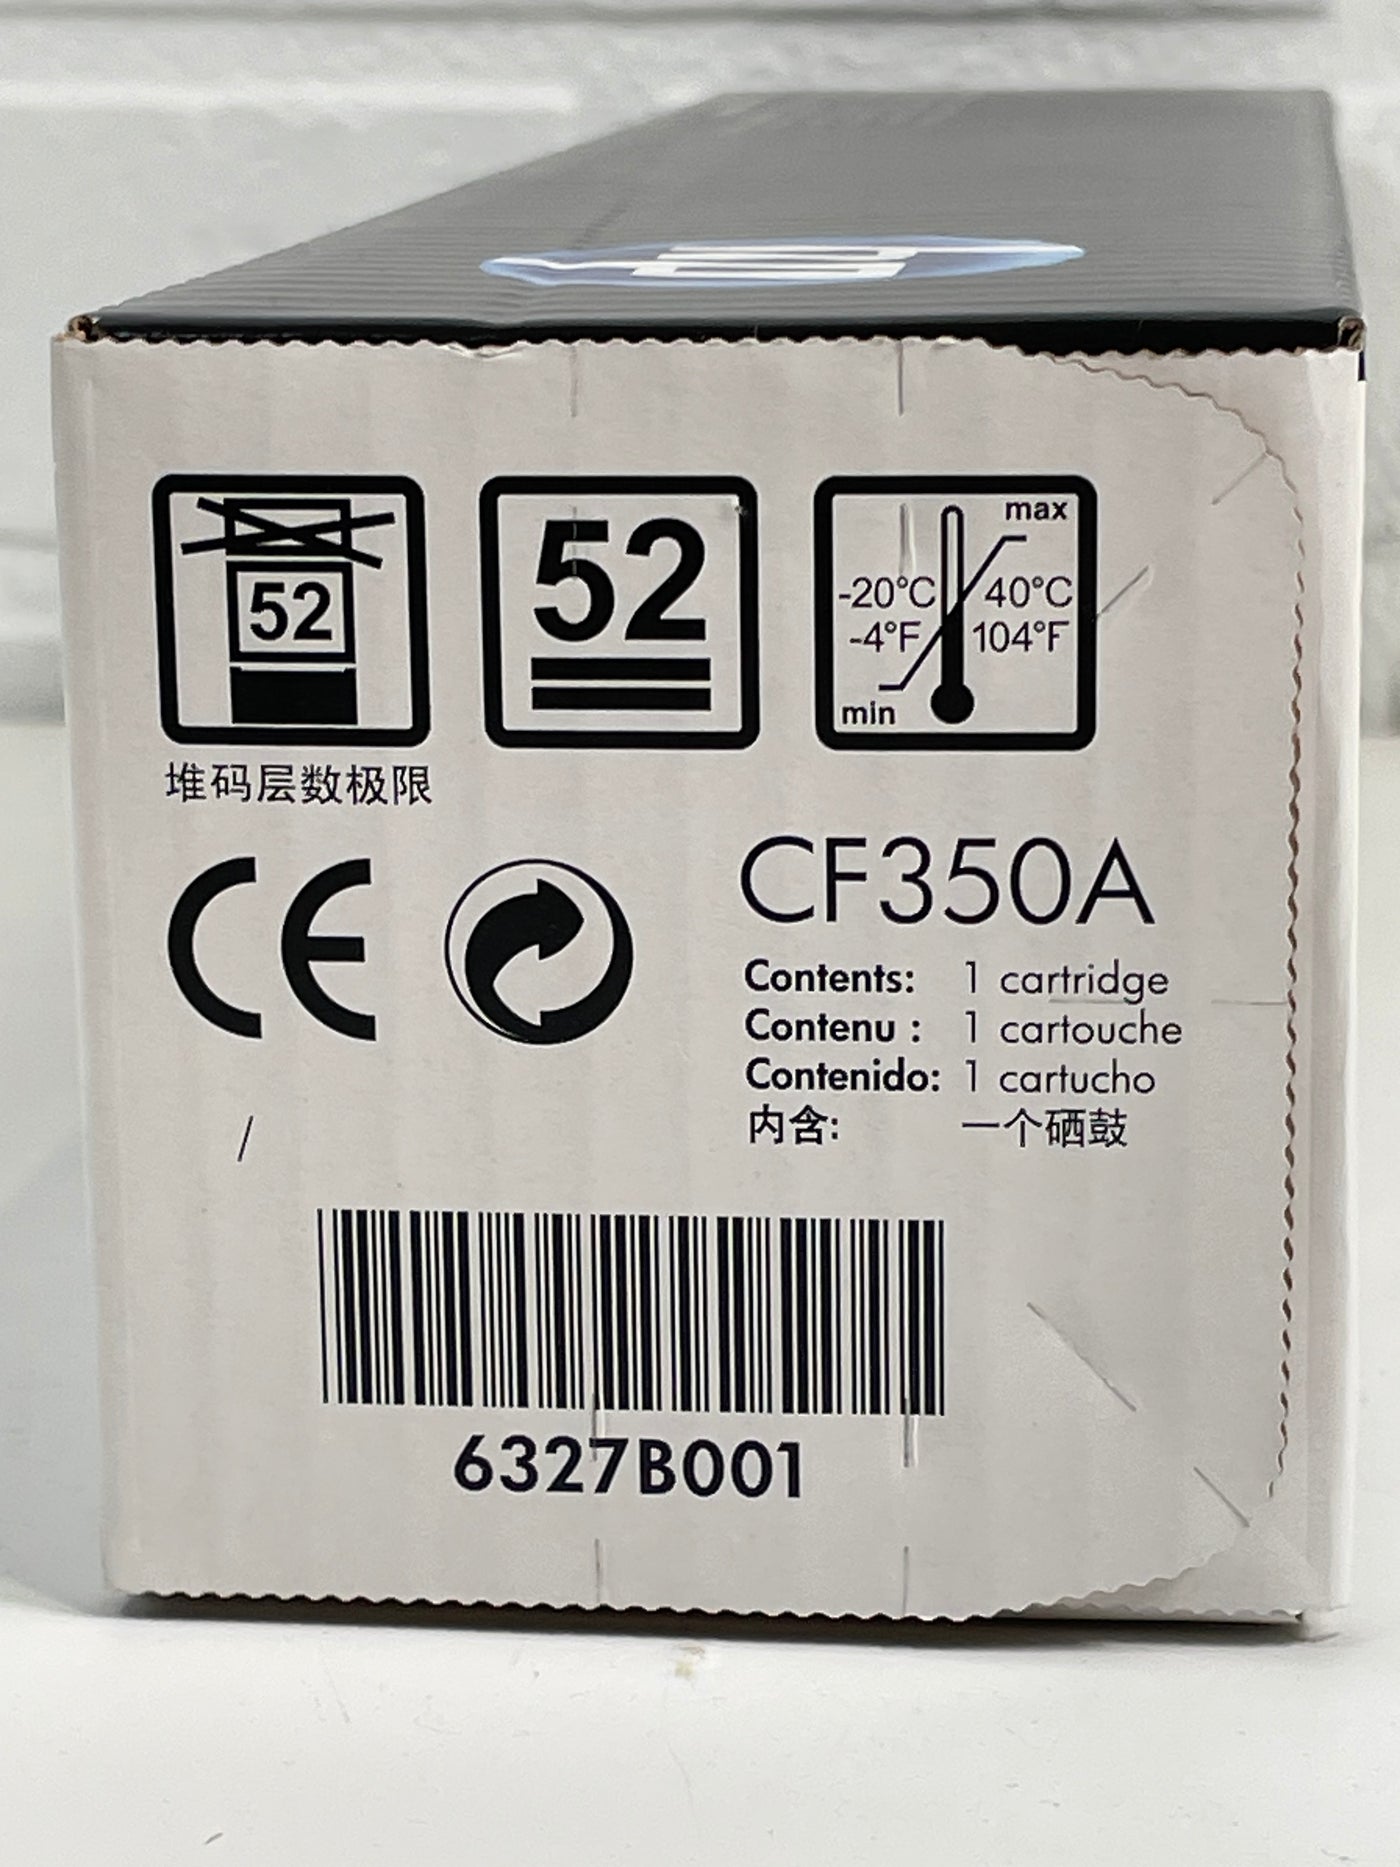 52
52
max
-20°C 40°C
-4°F 104°F
min
堆码层数极限
CE
CF350A
Contents: 1 cartridge
Contenu : 1 cartouche
Contenido: 1 cartucho
内含: 一个硒鼓
6327B001